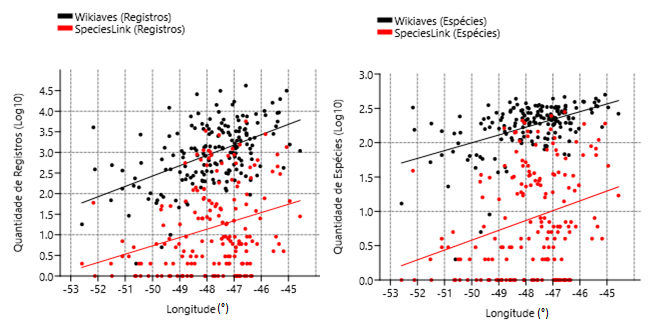 Wikiaves (Registros)
SpeciesLink (Registros)
Quantidade de Registros (Log10)
4.5
4.0
3.5
3.0
2.5
2.0
1.5
1.0
0.5
0.0
-53 -52 -51 -50 -49 -48 -47 -46 -45
Longitude (°)
Wikiaves (Espécies)
SpeciesLink (Espécies)
Quantidade de Espécies (Log10)
3.0
2.5
2.0
1.5
1.0
0.5
0.0
-53 -52 -51 -50 -49 -48 -47 -46 -45
Longitude (°)